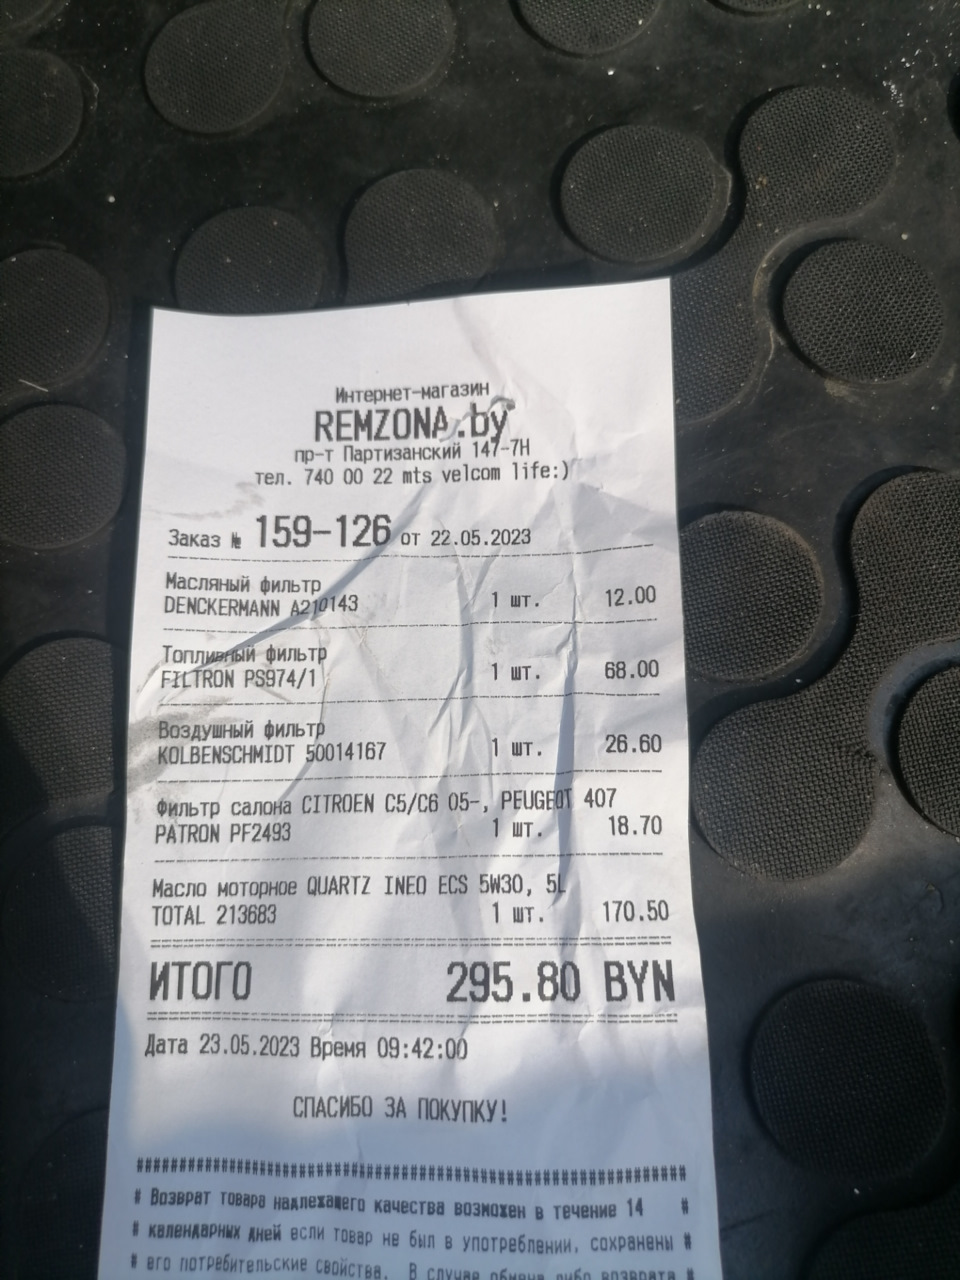 Интернет-магазин
REMZONA.by
пр-т Партизанский 147-7Н
тел. 740 00 22 mts velcom life:)
Заказ № 159-126 от 22.05.2023
Масляный фильтр
DENCKERMANN A210143 1 шт. 12.00
Топливный фильтр
FILTRON PS974/1 1 шт. 68.00
Воздушный фильтр
KOLBENSCHMIDT 50014167 1 шт. 26.60
Фильтр салона CITROEN C5/C6 05-, PEUGEOT 407
PATRON PF2493 1 шт. 18.70
Масло моторное QUARTZ INEO ECS 5W30, 5L
TOTAL 213683 1 шт. 170.50
ИТОГО 295.80 BYN
Дата 23.05.2023 Время 09:42:00
СПАСИБО ЗА ПОКУПКУ!
################################################################
# Возврат товара надлежащего качества возможен в течение 14 #
# календарных дней если товар не был в употреблении, сохранены #
# его потребительские свойства. В случае обмена либо возврата #